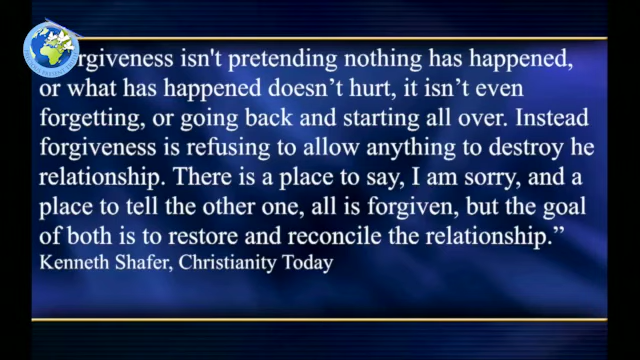 rgiveness isn't pretending nothing has happened,
or what has happened doesn’t hurt, it isn’t even
forgetting, or going back and starting all over. Instead
forgiveness is refusing to allow anything to destroy he
relationship. There is a place to say, I am sorry, and a
place to tell the other one, all is forgiven, but the goal
of both is to restore and reconcile the relationship.”
Kenneth Shafer, Christianity Today